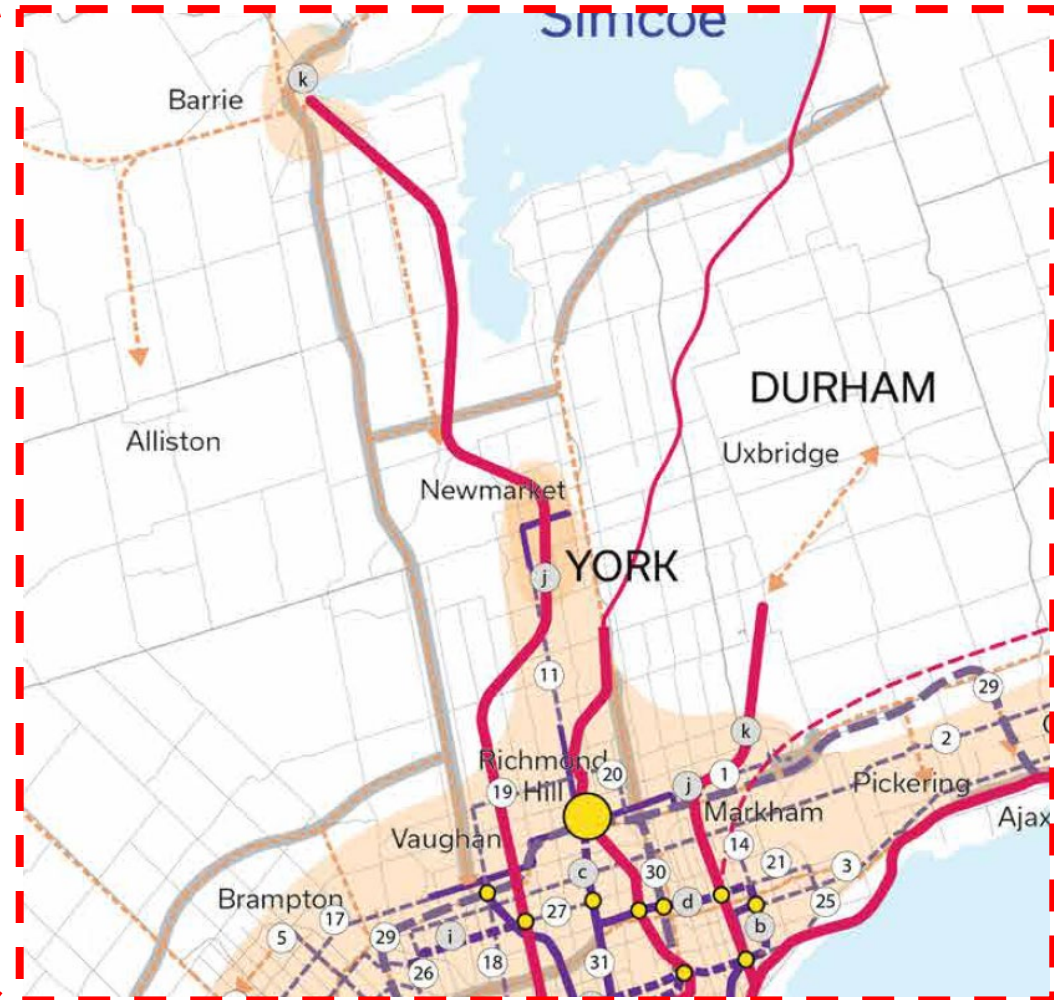 Simcoe
k
Barrie
DURHAM
Alliston
Uxbridge
Newmarket
j
YORK
11
29
k
2
Richmond
Hill
20
19
j
1
Pickering
Markham
Ajax
Vaughan
14
21
3
c
30
Brampton
17
27
d
25
5
29
i
b
26
18
31